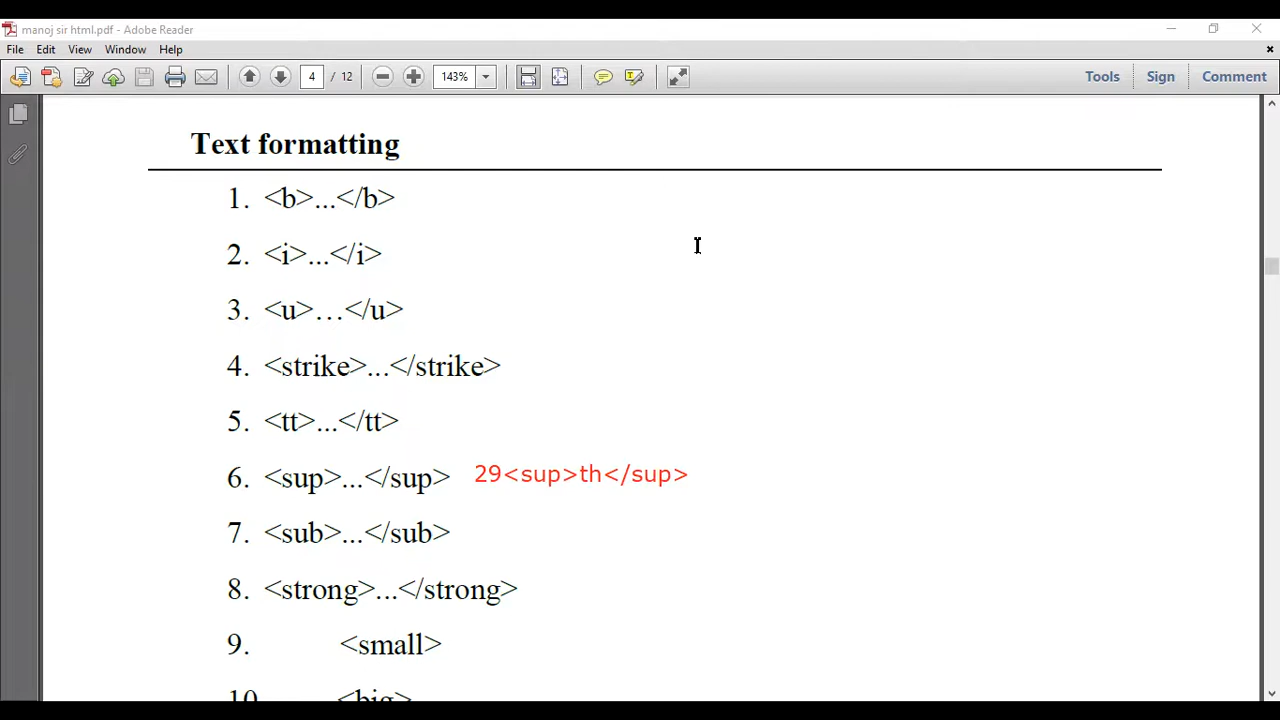 manoj sir html.pdf - Adobe Reader
File Edit View Window Help
4 / 12 143% Tools Sign Comment
Text formatting
1. <b>...</b>
2. <i>...</i>
3. <u>…</u>
4. <strike>...</strike>
5. <tt>...</tt>
6. <sup>...</sup> 29<sup>th</sup>
7. <sub>...</sub>
8. <strong>...</strong>
9. <small>
10. <big>